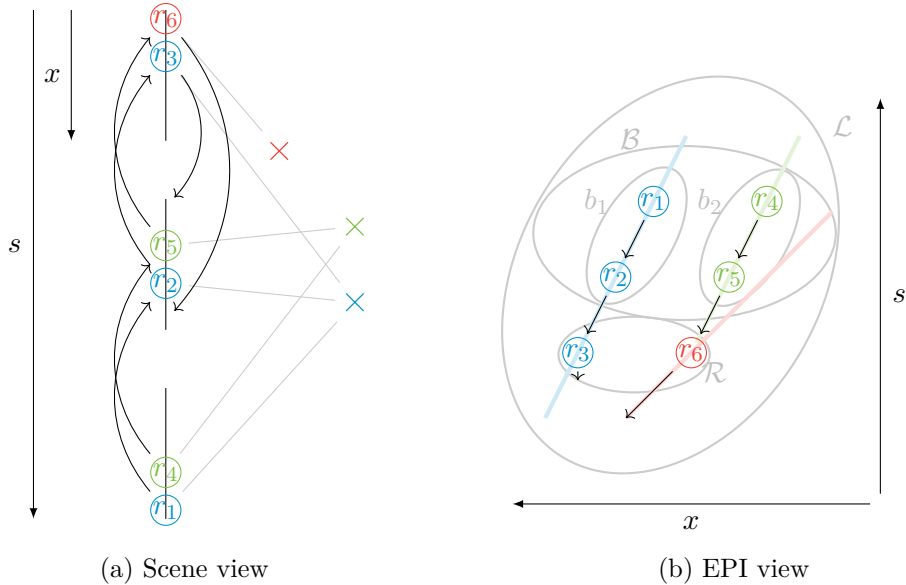 r₆
r₃
x
s
r₅
r₂
r₄
r₁
(a) Scene view
ℒ
ℬ
b₁
r₁
b₂
r₄
r₂
r₅
s
r₃
r₆
ℛ
x
(b) EPI view